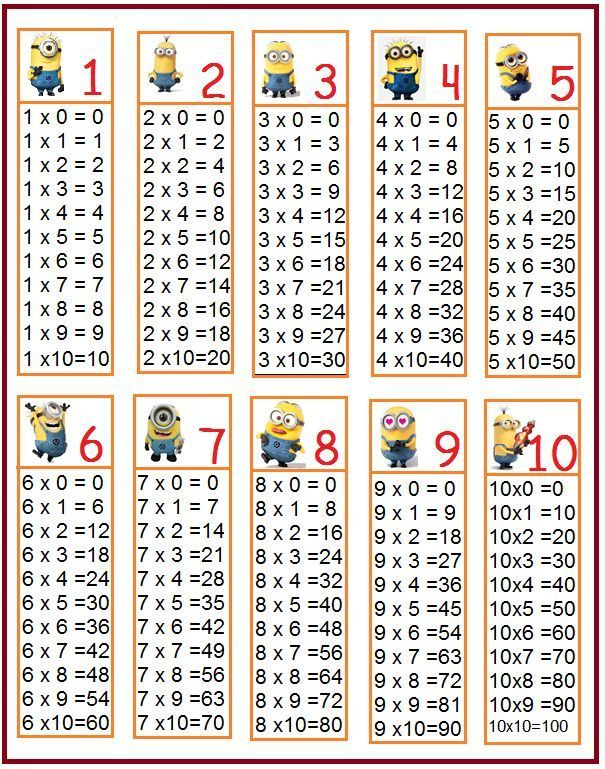 1
1 x 0 = 0
1 x 1 = 1
1 x 2 = 2
1 x 3 = 3
1 x 4 = 4
1 x 5 = 5
1 x 6 = 6
1 x 7 = 7
1 x 8 = 8
1 x 9 = 9
1 x10=10
2
2 x 0 = 0
2 x 1 = 2
2 x 2 = 4
2 x 3 = 6
2 x 4 = 8
2 x 5 =10
2 x 6 =12
2 x 7 =14
2 x 8 =16
2 x 9 =18
2 x10=20
3
3 x 0 = 0
3 x 1 = 3
3 x 2 = 6
3 x 3 = 9
3 x 4 =12
3 x 5 =15
3 x 6 =18
3 x 7 =21
3 x 8 =24
3 x 9 =27
3 x10=30
4
4 x 0 = 0
4 x 1 = 4
4 x 2 = 8
4 x 3 =12
4 x 4 =16
4 x 5 =20
4 x 6 =24
4 x 7 =28
4 x 8 =32
4 x 9 =36
4 x10=40
5
5 x 0 = 0
5 x 1 = 5
5 x 2 =10
5 x 3 =15
5 x 4 =20
5 x 5 =25
5 x 6 =30
5 x 7 =35
5 x 8 =40
5 x 9 =45
5 x10=50
6
6 x 0 = 0
6 x 1 = 6
6 x 2 =12
6 x 3 =18
6 x 4 =24
6 x 5 =30
6 x 6 =36
6 x 7 =42
6 x 8 =48
6 x 9 =54
6 x10=60
7
7 x 0 = 0
7 x 1 = 7
7 x 2 =14
7 x 3 =21
7 x 4 =28
7 x 5 =35
7 x 6 =42
7 x 7 =49
7 x 8 =56
7 x 9 =63
7 x10=70
8
8 x 0 = 0
8 x 1 = 8
8 x 2 =16
8 x 3 =24
8 x 4 =32
8 x 5 =40
8 x 6 =48
8 x 7 =56
8 x 8 =64
8 x 9 =72
8 x10=80
9
9 x 0 = 0
9 x 1 = 9
9 x 2 =18
9 x 3 =27
9 x 4 =36
9 x 5 =45
9 x 6 =54
9 x 7 =63
9 x 8 =72
9 x 9 =81
9 x10=90
10
10x0 =0
10x1 =10
10x2 =20
10x3 =30
10x4 =40
10x5 =50
10x6 =60
10x7 =70
10x8 =80
10x9 =90
10x10=100